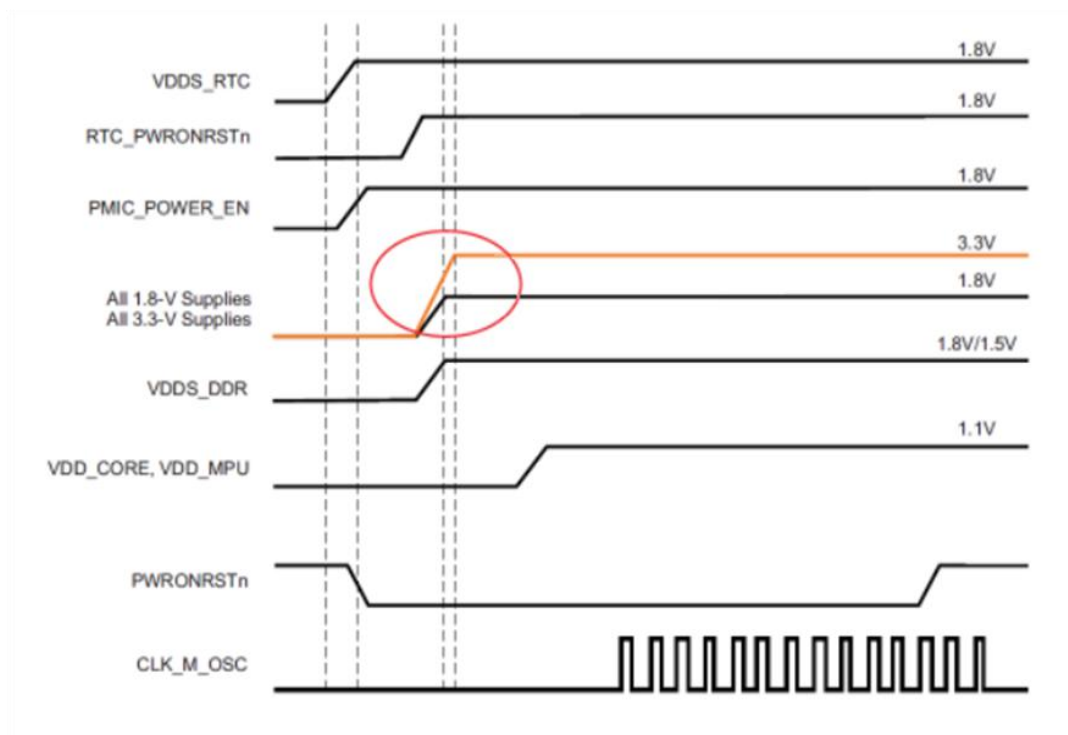 1.8V
VDDS_RTC
1.8V
RTC_PWRONRSTn
1.8V
PMIC_POWER_EN
3.3V
1.8V
All 1.8-V Supplies
All 3.3-V Supplies
1.8V/1.5V
VDDS_DDR
1.1V
VDD_CORE, VDD_MPU
PWRONRSTn
CLK_M_OSC